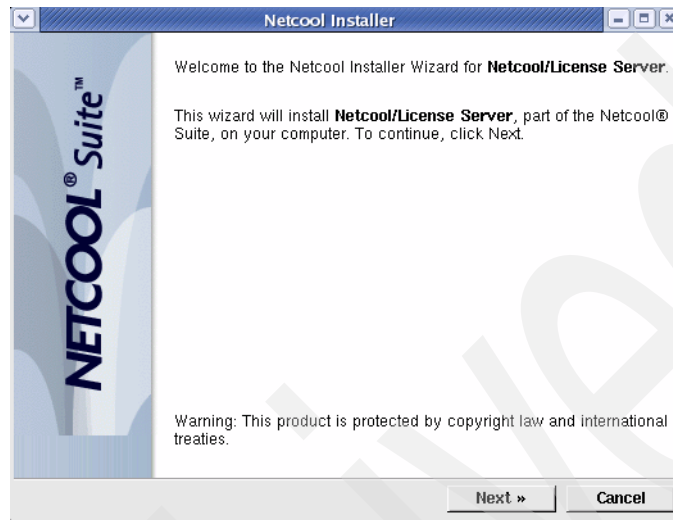 Netcool Installer
NETCOOL® Suite™
Welcome to the Netcool Installer Wizard for Netcool/License Server.
This wizard will install Netcool/License Server, part of the Netcool®
Suite, on your computer. To continue, click Next.
Warning: This product is protected by copyright law and international
treaties.
Next »
Cancel